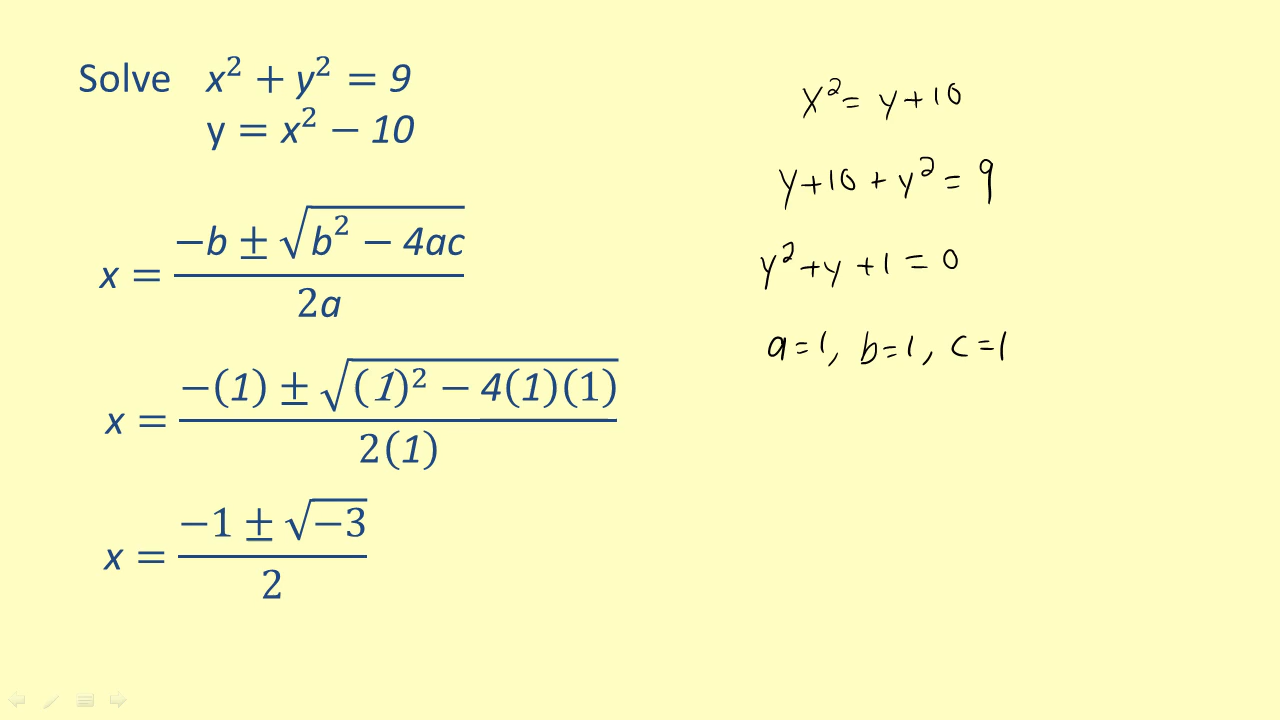 Solve x² + y² = 9
y = x² − 10
x = (−b ± √(b² − 4ac)) / 2a
x = (−(1) ± √((1)² − 4(1)(1))) / 2(1)
x = (−1 ± √(−3)) / 2
x² = y + 10
y + 10 + y² = 9
y² + y + 1 = 0
a = 1, b = 1, c = 1